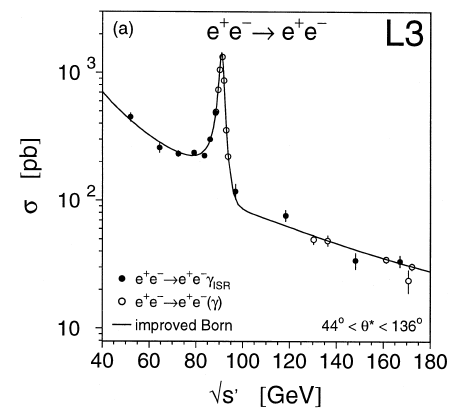 (a)
e⁺e⁻→ e⁺e⁻
L3
σ [pb]
10³
10²
10
● e⁺e⁻→e⁺e⁻γISR
○ e⁺e⁻→e⁺e⁻(γ)
— improved Born
44° < θ* < 136°
40 60 80 100 120 140 160 180
√s' [GeV]